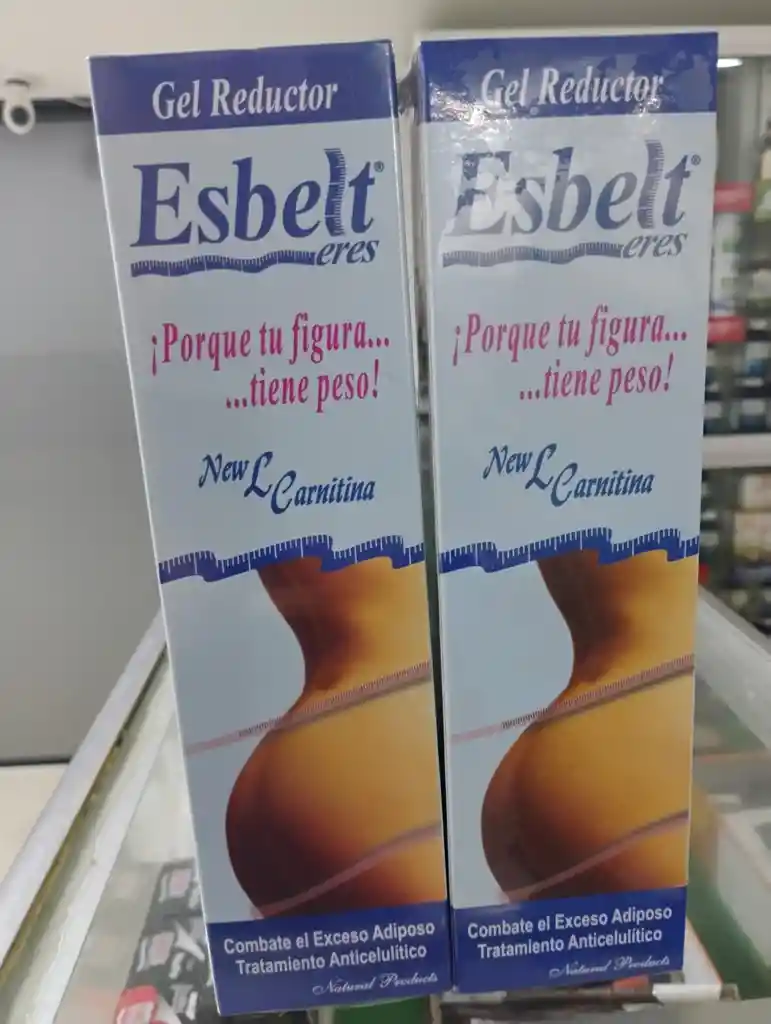 Gel Reductor
Esbelt®
eres
¡Porque tu figura...
...tiene peso!
New L
Carnitina
Combate el Exceso Adiposo
Tratamiento Anticelulítico
Natural Products
Gel Reductor
Esbelt®
eres
¡Porque tu figura...
...tiene peso!
New L
Carnitina
Combate el Exceso Adiposo
Tratamiento Anticelulítico
Natural Products